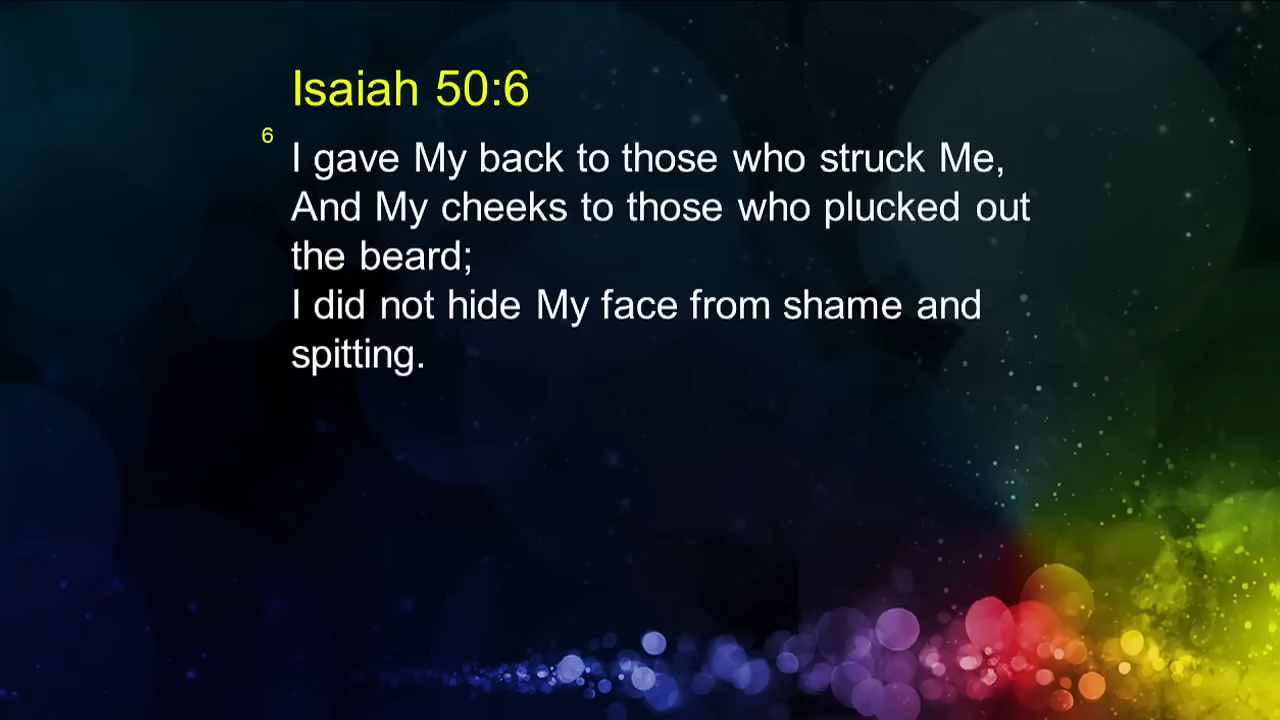 Isaiah 50:6
6 I gave My back to those who struck Me,
And My cheeks to those who plucked out
the beard;
I did not hide My face from shame and
spitting.